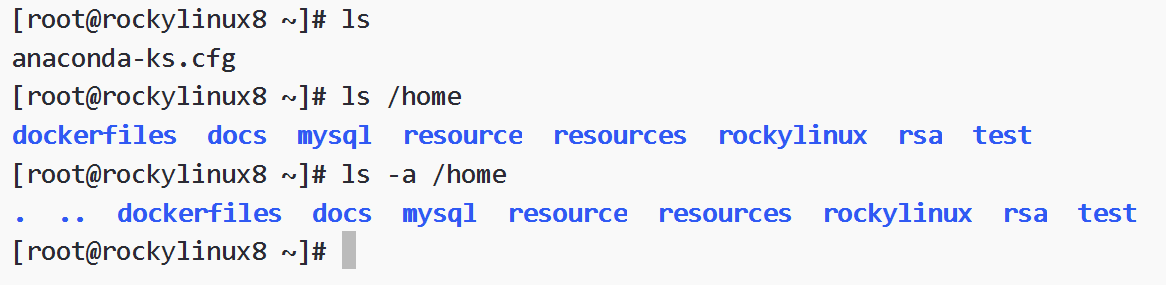 [root@rockylinux8 ~]# ls
anaconda-ks.cfg
[root@rockylinux8 ~]# ls /home
dockerfiles  docs  mysql  resource  resources  rockylinux  rsa  test
[root@rockylinux8 ~]# ls -a /home
.  ..  dockerfiles  docs  mysql  resource  resources  rockylinux  rsa  test
[root@rockylinux8 ~]#